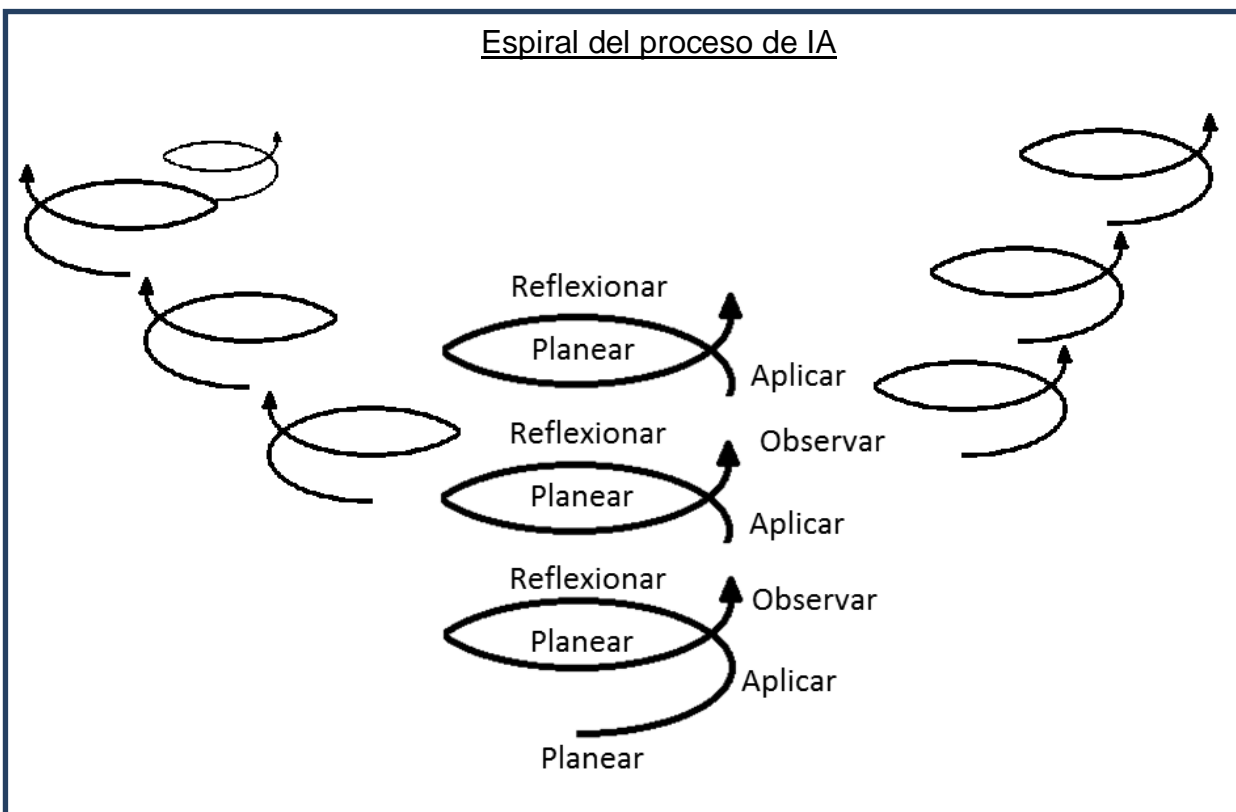 Espiral del proceso de IA
Reflexionar
Planear
Aplicar
Reflexionar
Observar
Planear
Aplicar
Reflexionar
Observar
Planear
Aplicar
Planear